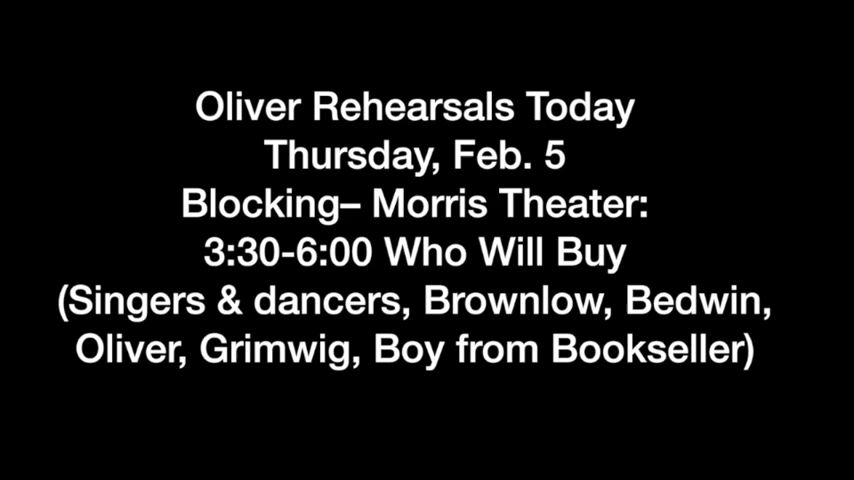 Oliver Rehearsals Today
Thursday, Feb. 5
Blocking– Morris Theater:
3:30-6:00 Who Will Buy
(Singers & dancers, Brownlow, Bedwin,
Oliver, Grimwig, Boy from Bookseller)